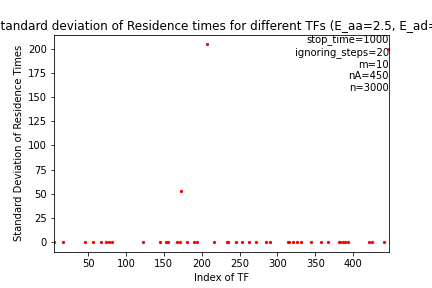 tandard deviation of Residence times for different TFs (E_aa=2.5, E_ad=
stop_time=1000
ignoring_steps=20
m=10
nA=450
n=3000
200
175
150
125
100
75
50
25
0
Standard Deviation of Residence Times
50 100 150 200 250 300 350 400
Index of TF